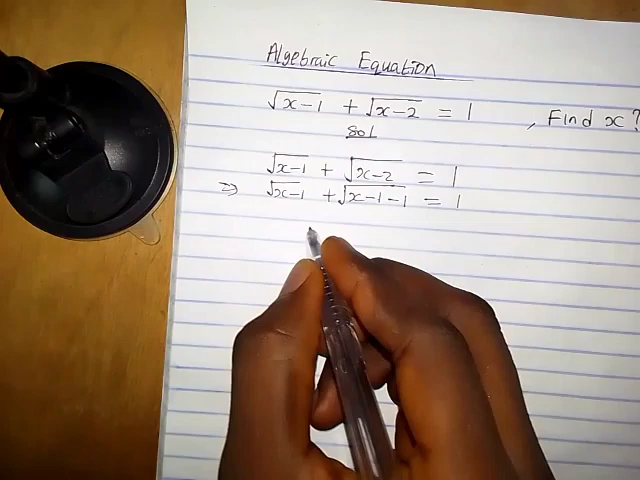 Algebraic Equation
√x-1 + √x-2 = 1 , Find x?
sol
√x-1 + √x-2 = 1
⇒ √x-1 + √x-1-1 = 1